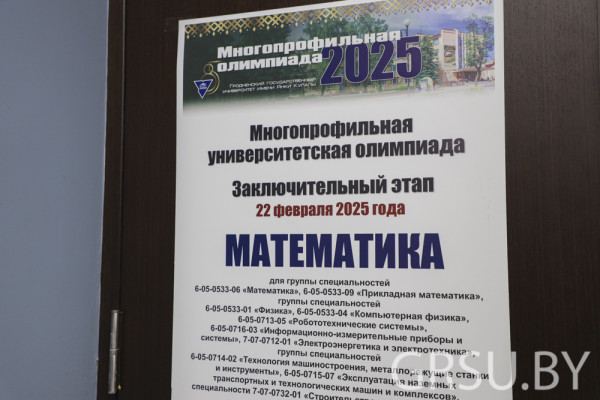 Многопрофильная
олимпиада 2025
Гродненский государственный
университет имени Янки Купалы
Многопрофильная
университетская олимпиада
Заключительный этап
22 февраля 2025 года
МАТЕМАТИКА
для группы специальностей
6-05-0533-06 «Математика», 6-05-0533-09 «Прикладная математика»,
группы специальностей
6-05-0533-01 «Физика», 6-05-0533-04 «Компьютерная физика»,
6-05-0713-05 «Робототехнические системы»,
6-05-0716-03 «Информационно-измерительные приборы и
системы», 7-07-0712-01 «Электроэнергетика и электротехника»,
группы специальностей
6-05-0714-02 «Технология машиностроения, металлорежущие станки
и инструменты», 6-05-0715-07 «Эксплуатация наземных
транспортных и технологических машин и комплексов»,
специальности 7-07-0732-01
GRSU.BY